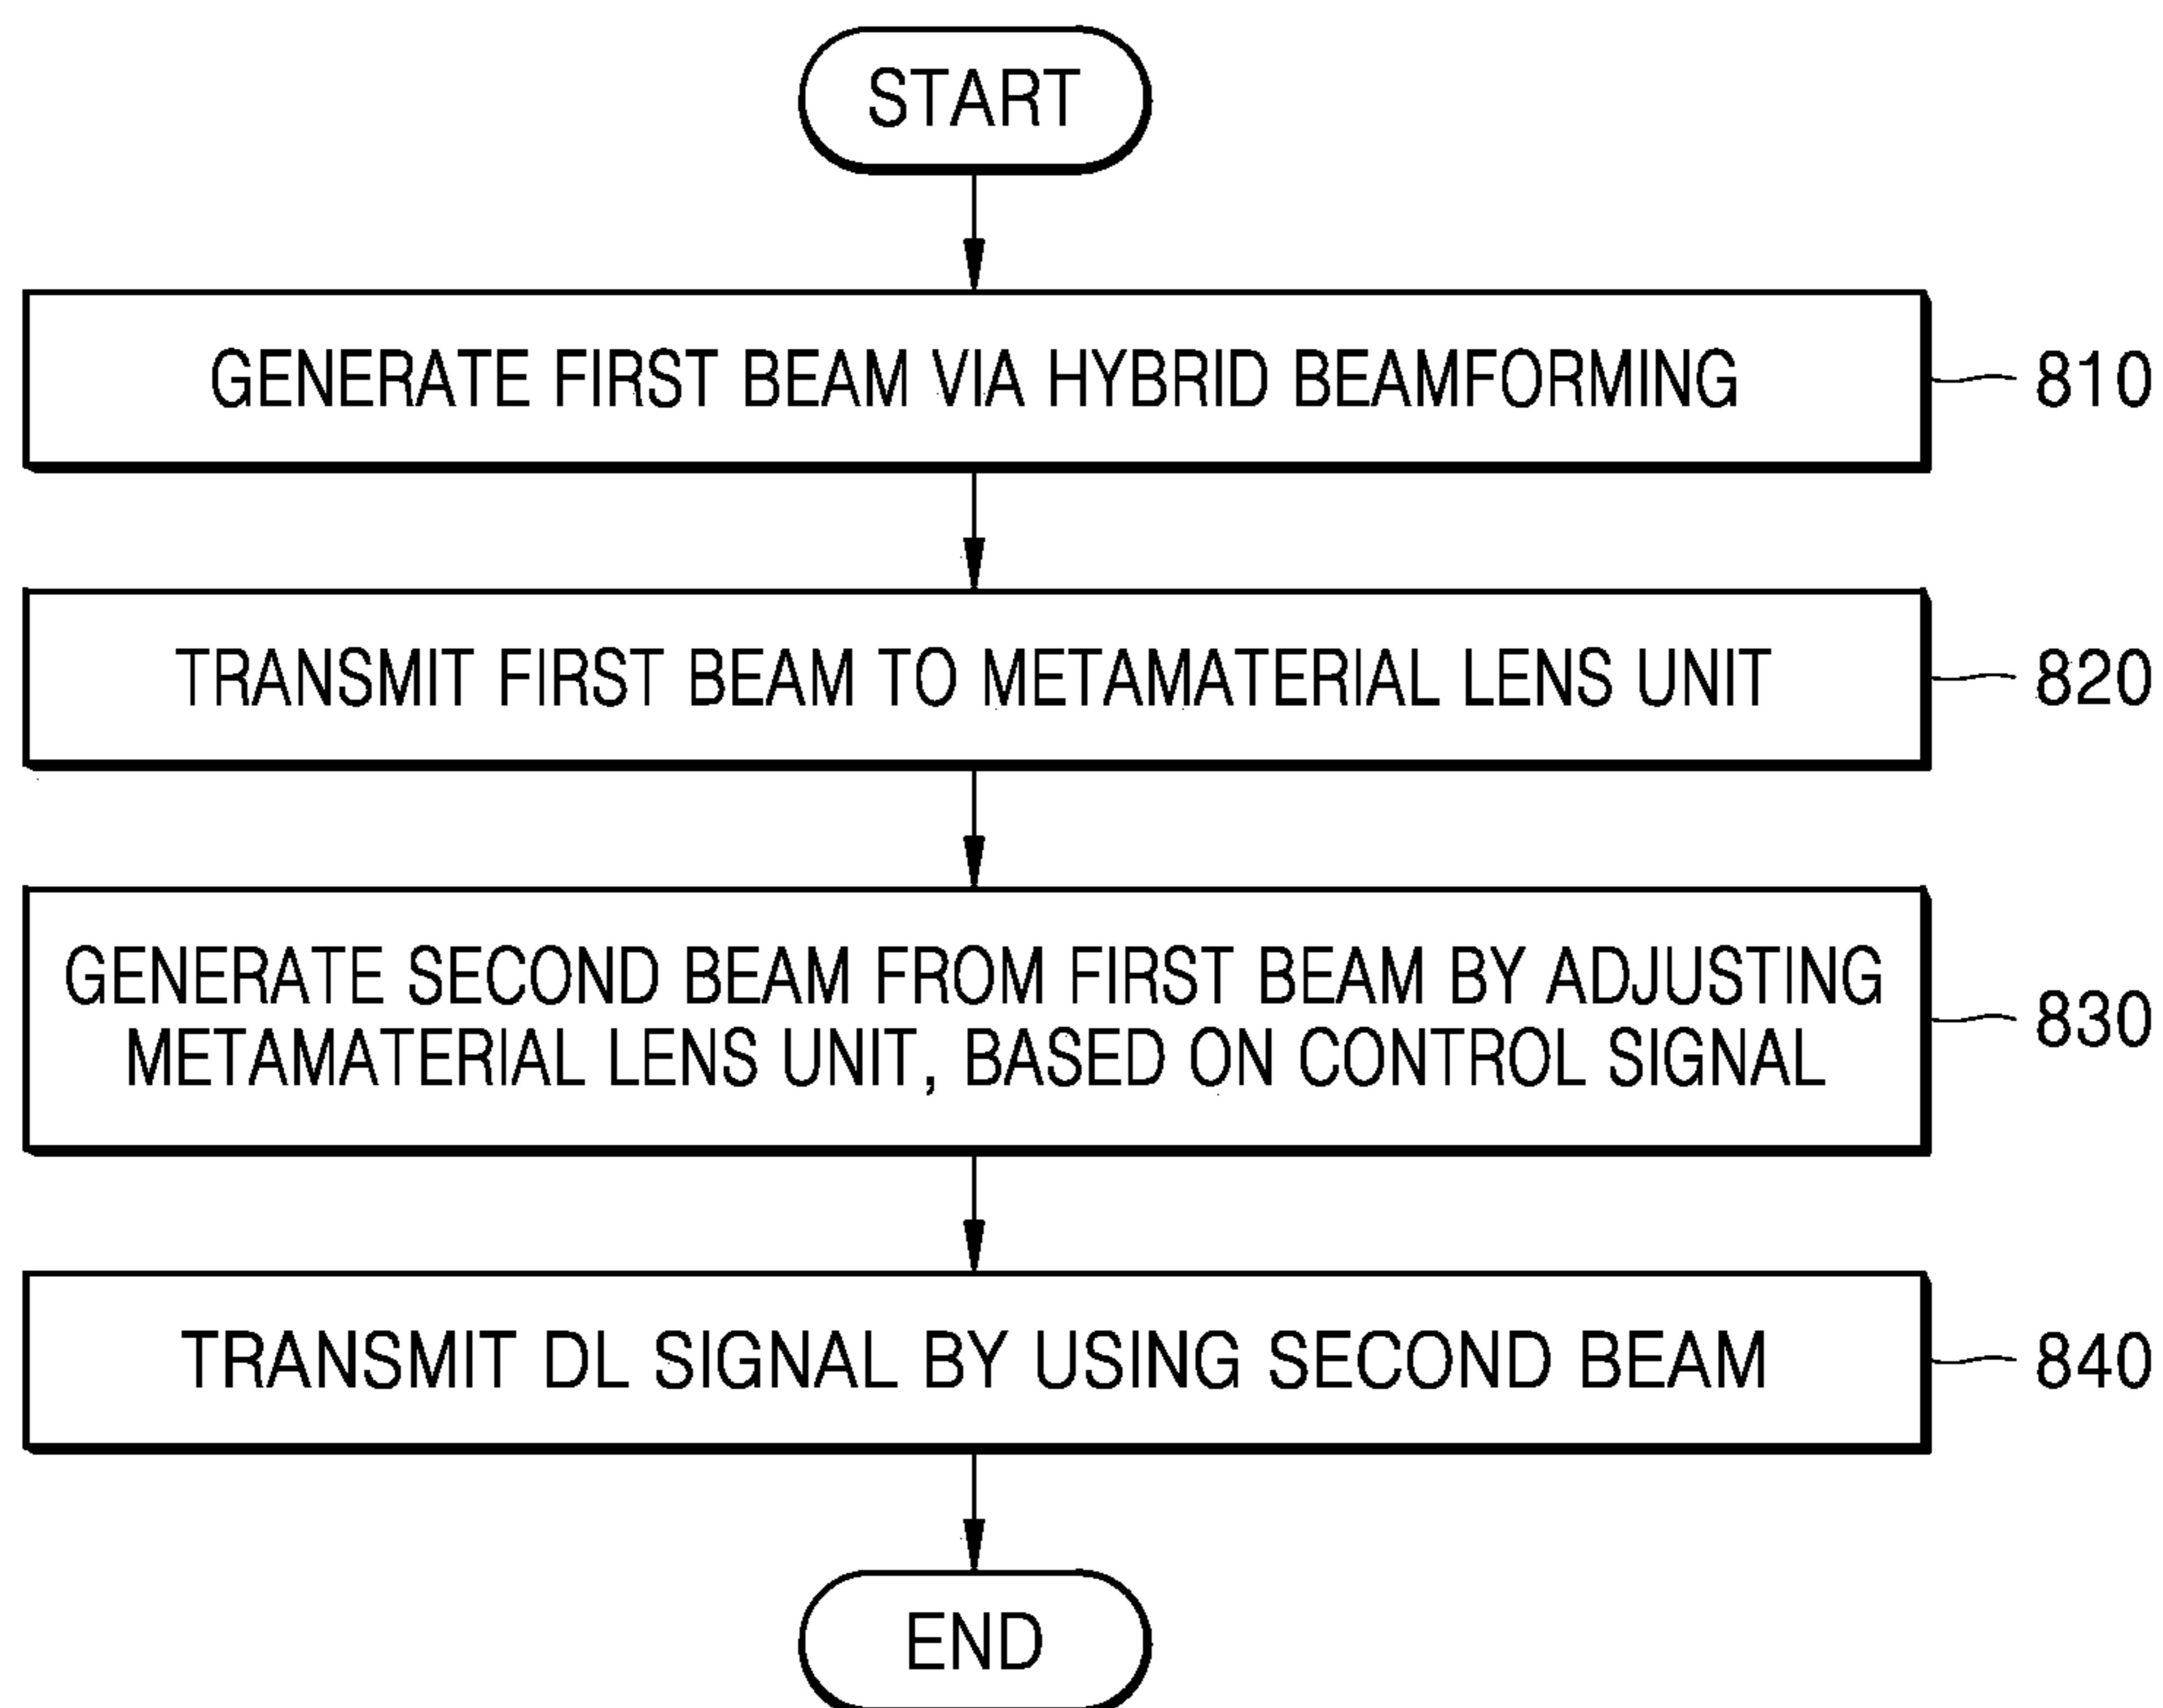 START
GENERATE FIRST BEAM VIA HYBRID BEAMFORMING
810
TRANSMIT FIRST BEAM TO METAMATERIAL LENS UNIT
820
GENERATE SECOND BEAM FROM FIRST BEAM BY ADJUSTING
METAMATERIAL LENS UNIT, BASED ON CONTROL SIGNAL
830
TRANSMIT DL SIGNAL BY USING SECOND BEAM
840
END